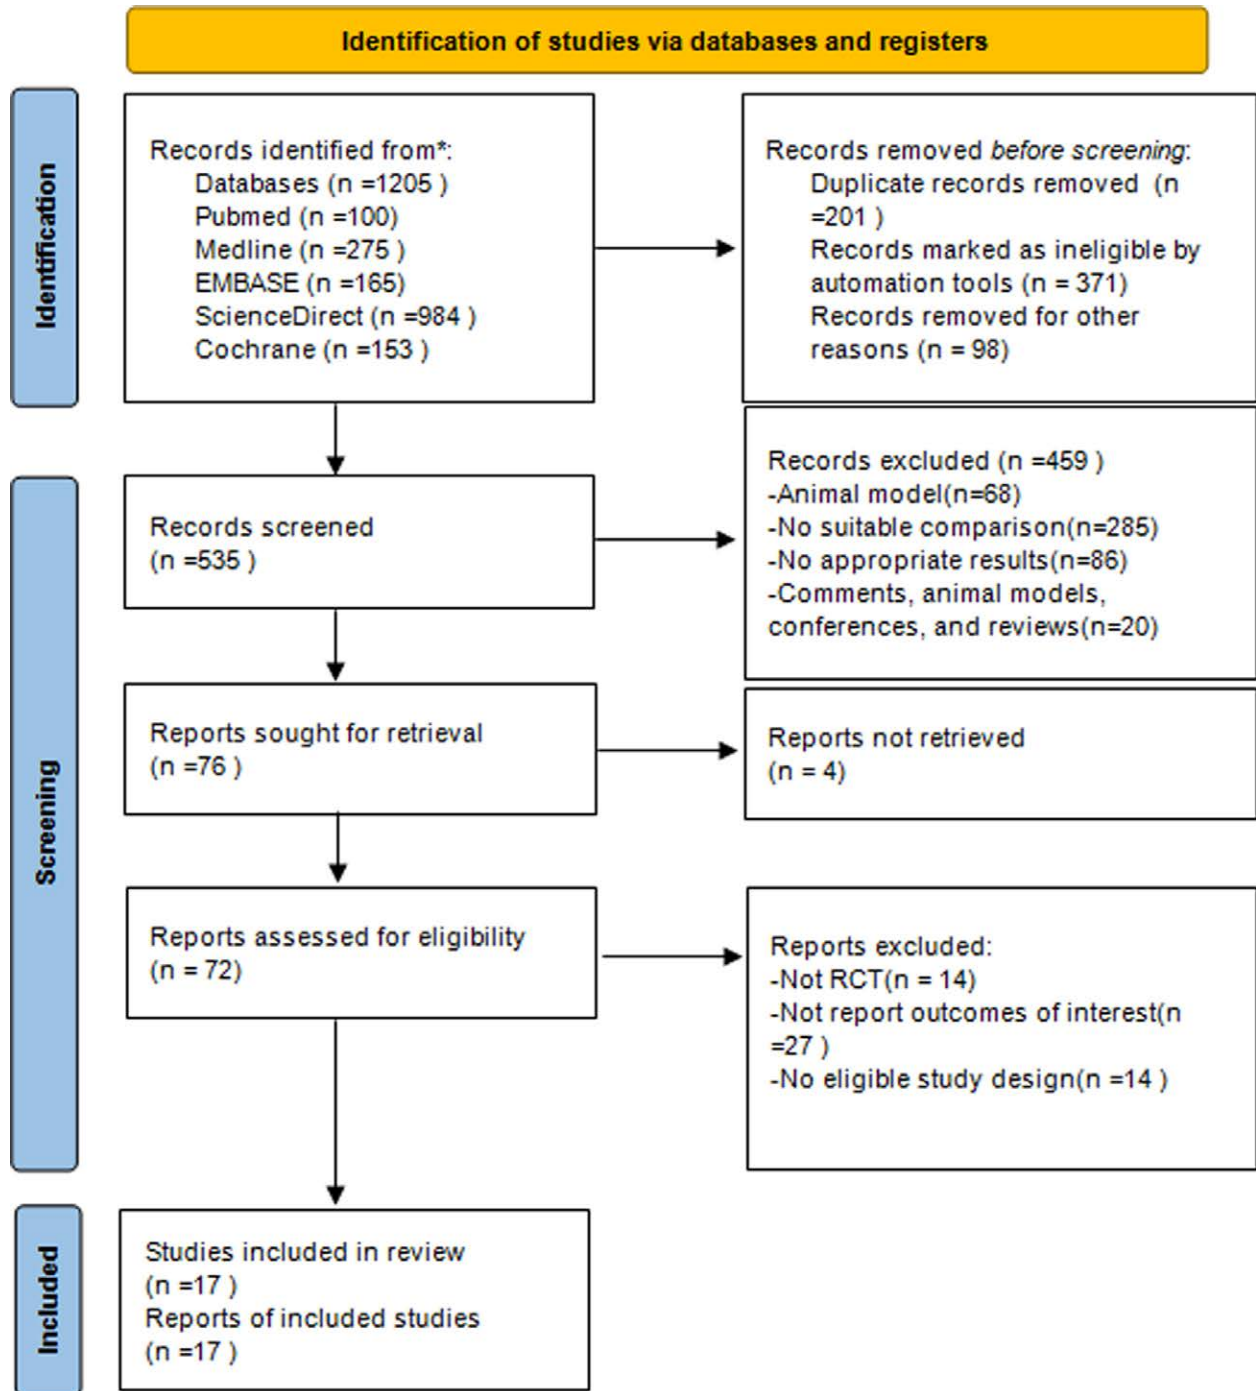 Identification of studies via databases and registers
Identification
Records identified from*:
Databases (n =1205 )
Pubmed (n =100)
Medline (n =275 )
EMBASE (n =165)
ScienceDirect (n =984 )
Cochrane (n =153 )
Records removed before screening:
Duplicate records removed (n
=201 )
Records marked as ineligible by
automation tools (n = 371)
Records removed for other
reasons (n = 98)
Screening
Records screened
(n =535 )
Records excluded (n =459 )
-Animal model(n=68)
-No suitable comparison(n=285)
-No appropriate results(n=86)
-Comments, animal models,
conferences, and reviews(n=20)
Reports sought for retrieval
(n =76 )
Reports not retrieved
(n = 4)
Reports assessed for eligibility
(n = 72)
Reports excluded:
-Not RCT(n = 14)
-Not report outcomes of interest(n
=27 )
-No eligible study design(n =14 )
Included
Studies included in review
(n =17 )
Reports of included studies
(n =17 )